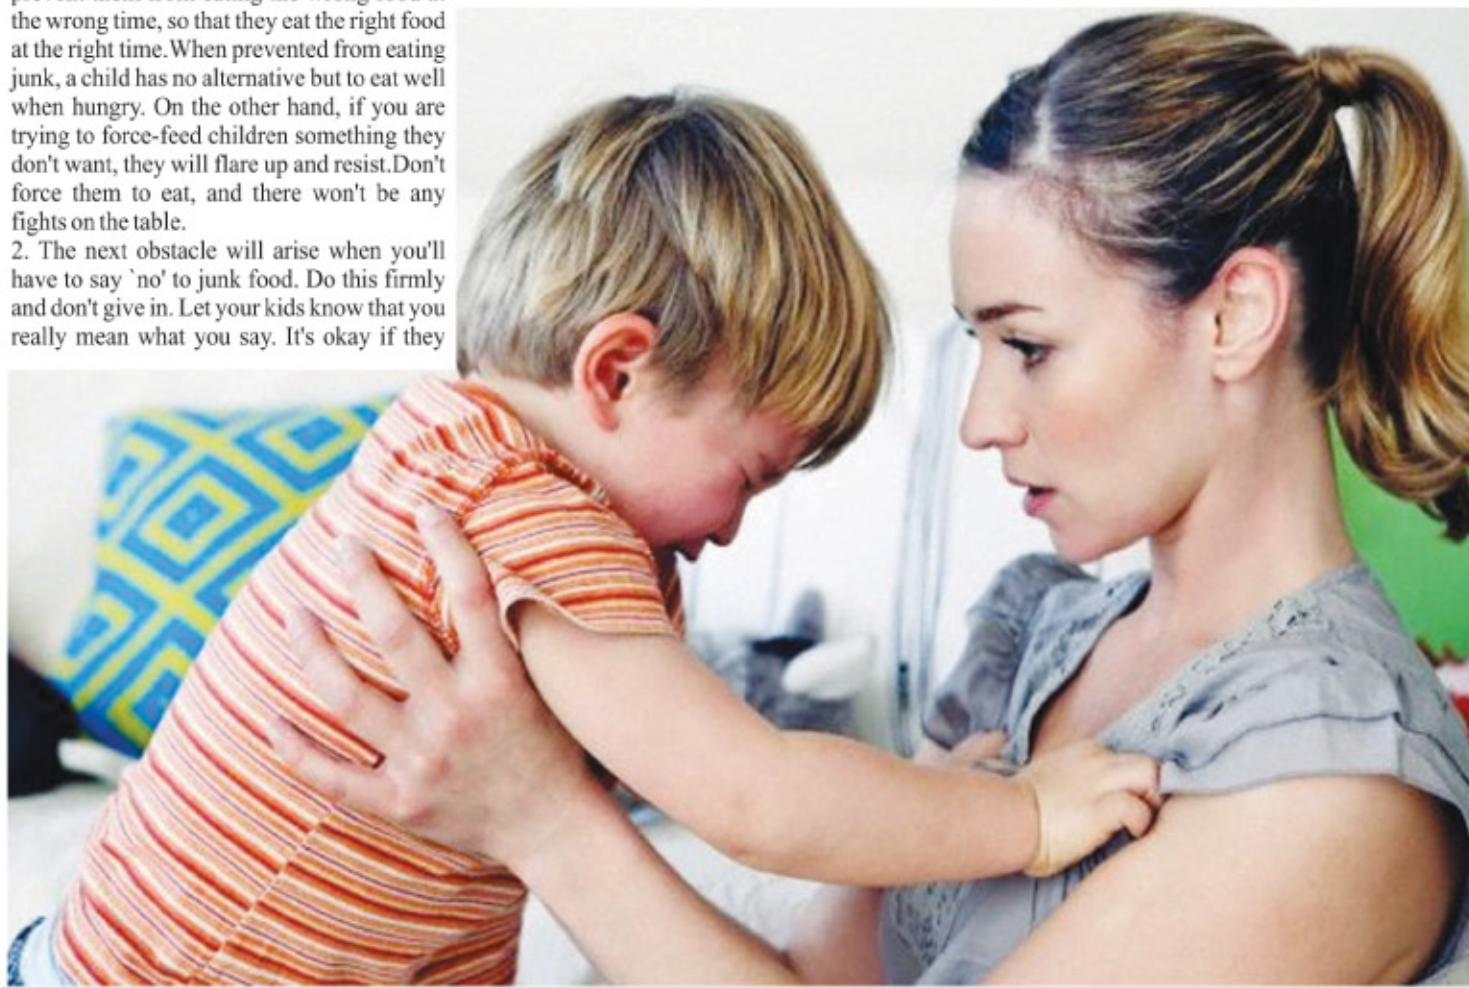 the wrong time, so that they eat the right food
at the right time.When prevented from eating
junk, a child has no alternative but to eat well
when hungry. On the other hand, if you are
trying to force-feed children something they
don't want, they will flare up and resist.Don't
force them to eat, and there won't be any
fights on the table.
2. The next obstacle will arise when you'll
have to say `no' to junk food. Do this firmly
and don't give in. Let your kids know that you
really mean what you say. It's okay if they